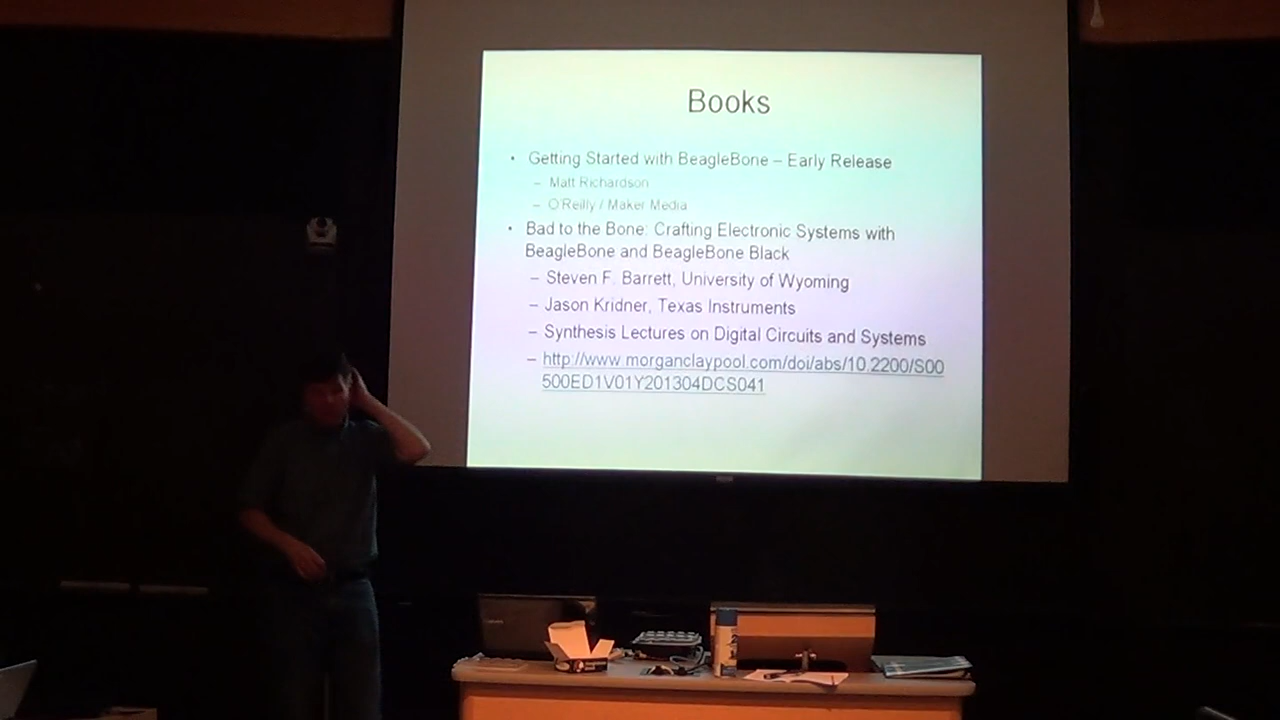 Books
• Getting Started with BeagleBone – Early Release
– Matt Richardson
– O'Reilly / Maker Media
• Bad to the Bone: Crafting Electronic Systems with
BeagleBone and BeagleBone Black
– Steven F. Barrett, University of Wyoming
– Jason Kridner, Texas Instruments
– Synthesis Lectures on Digital Circuits and Systems
– http://www.morganclaypool.com/doi/abs/10.2200/S00
500ED1V01Y201304DCS041